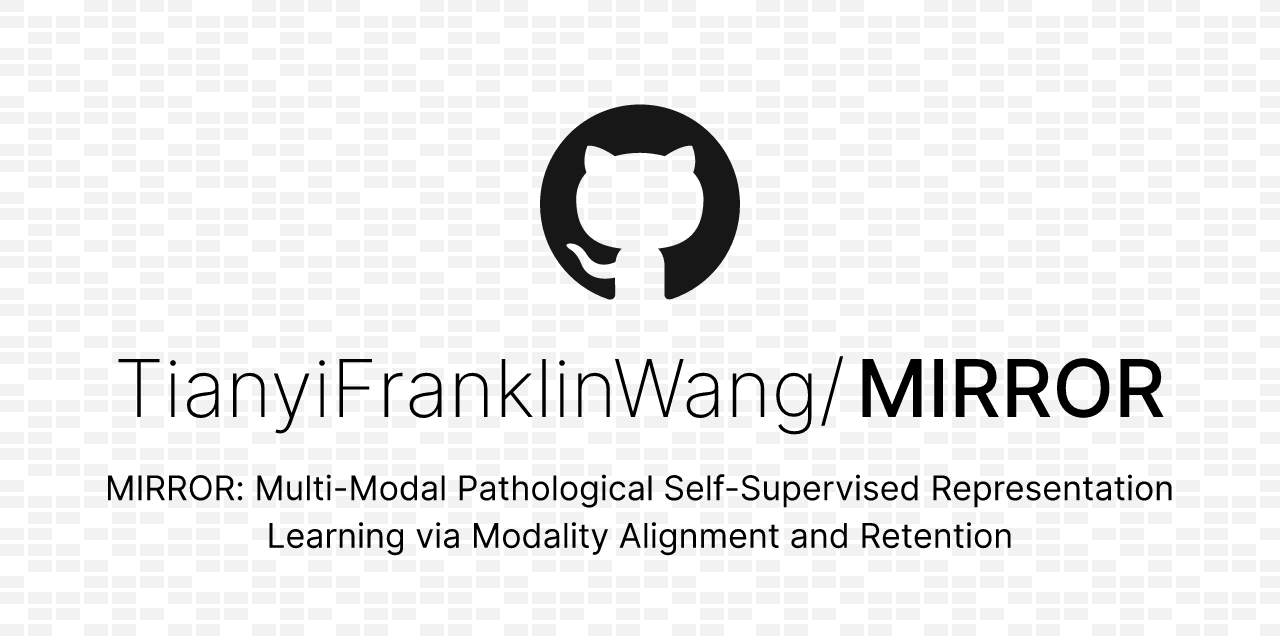 TianyiFranklinWang/MIRROR
MIRROR: Multi-Modal Pathological Self-Supervised Representation
Learning via Modality Alignment and Retention